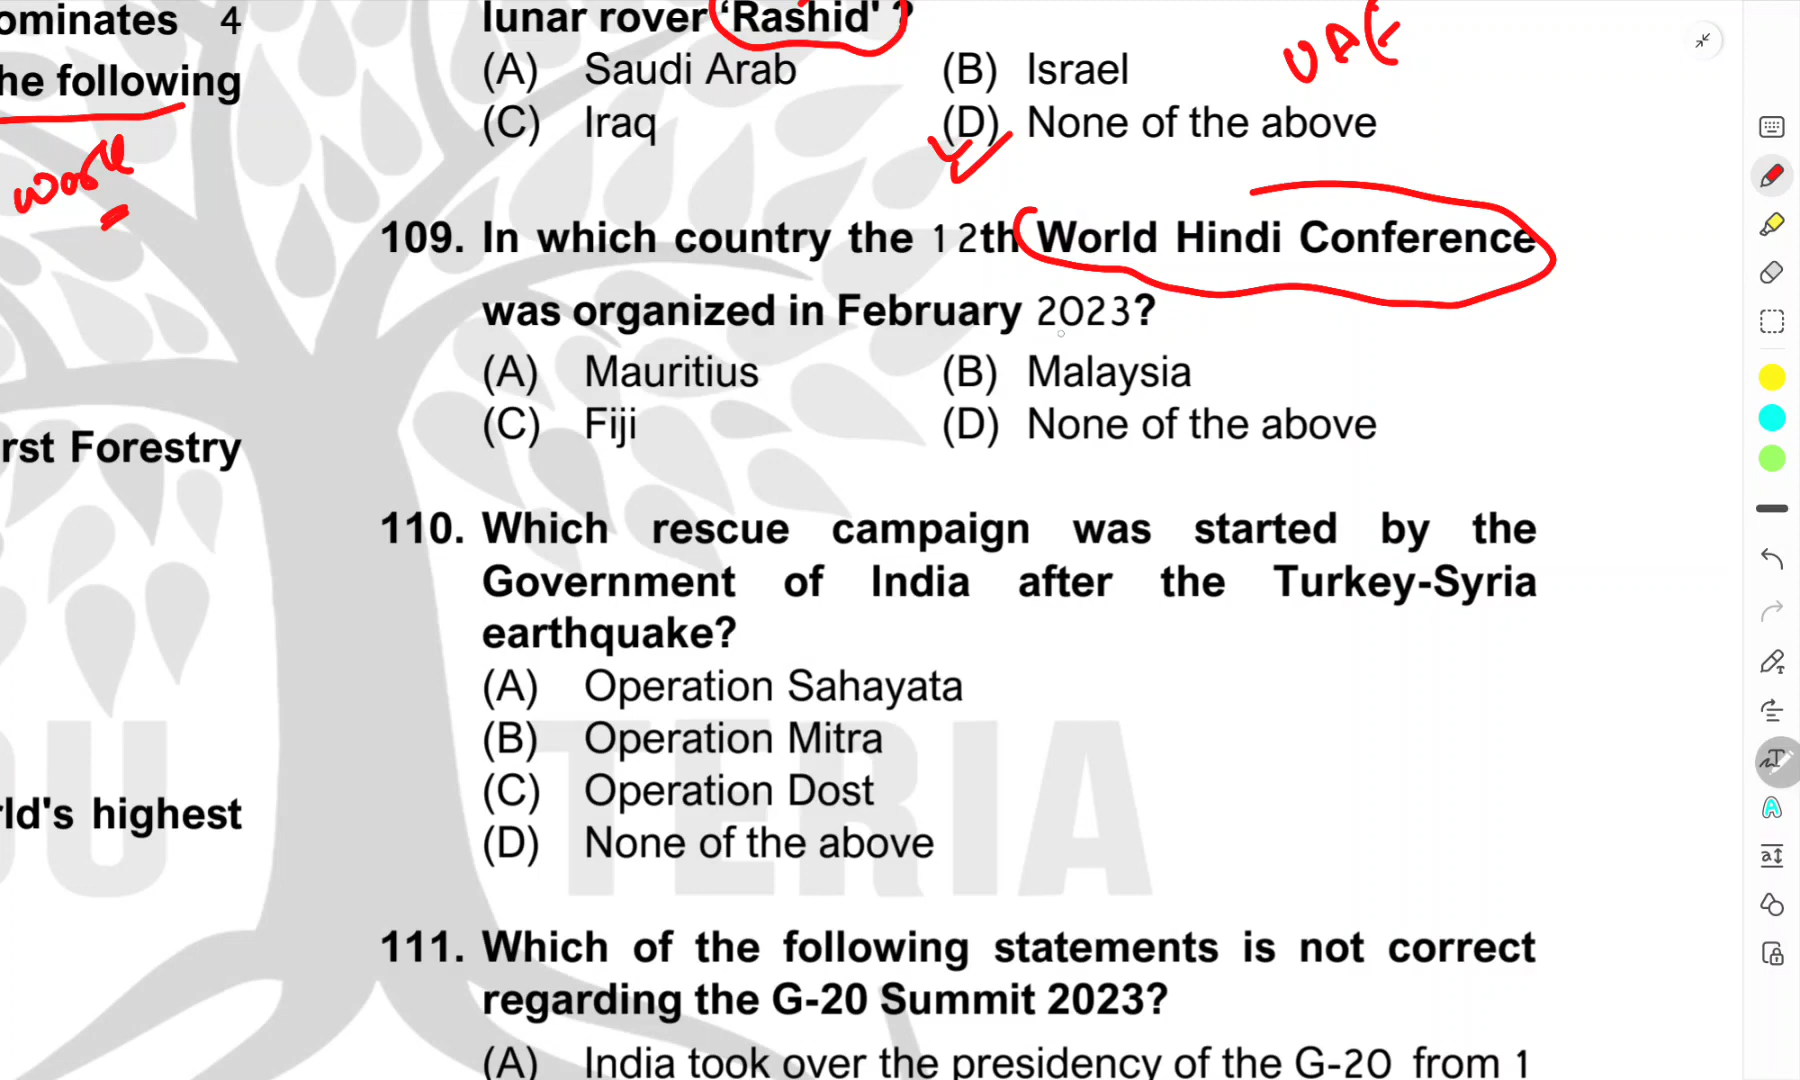 ominates 4
he following
work
rst Forestry
rld's highest
lunar rover 'Rashid' ?
UAE
(A) Saudi Arab (B) Israel
(C) Iraq (D) None of the above
109. In which country the 12th World Hindi Conference
was organized in February 2023?
(A) Mauritius (B) Malaysia
(C) Fiji (D) None of the above
110. Which rescue campaign was started by the
Government of India after the Turkey-Syria
earthquake?
(A) Operation Sahayata
(B) Operation Mitra
(C) Operation Dost
(D) None of the above
111. Which of the following statements is not correct
regarding the G-20 Summit 2023?
(A) India took over the presidency of the G-20 from 1
TERIA